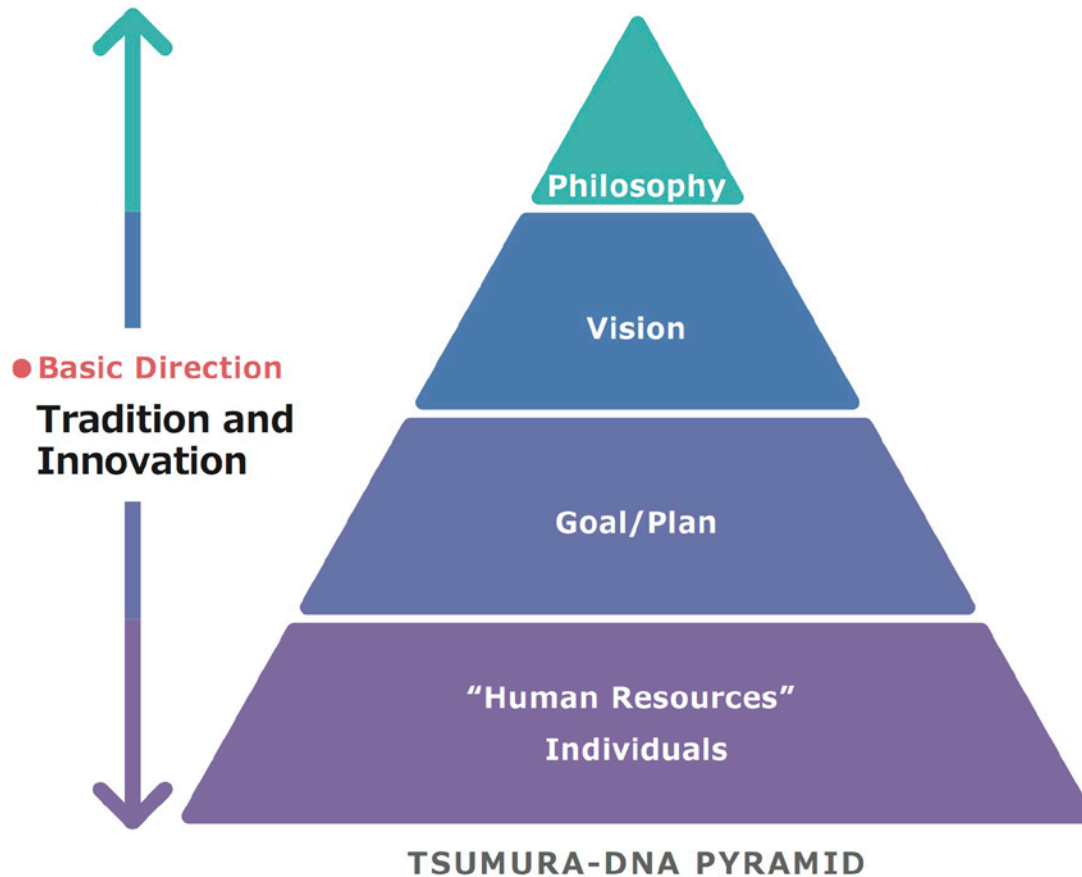 Philosophy
Vision
● Basic Direction
Tradition and
Innovation
Goal/Plan
“Human Resources”
Individuals
TSUMURA-DNA PYRAMID